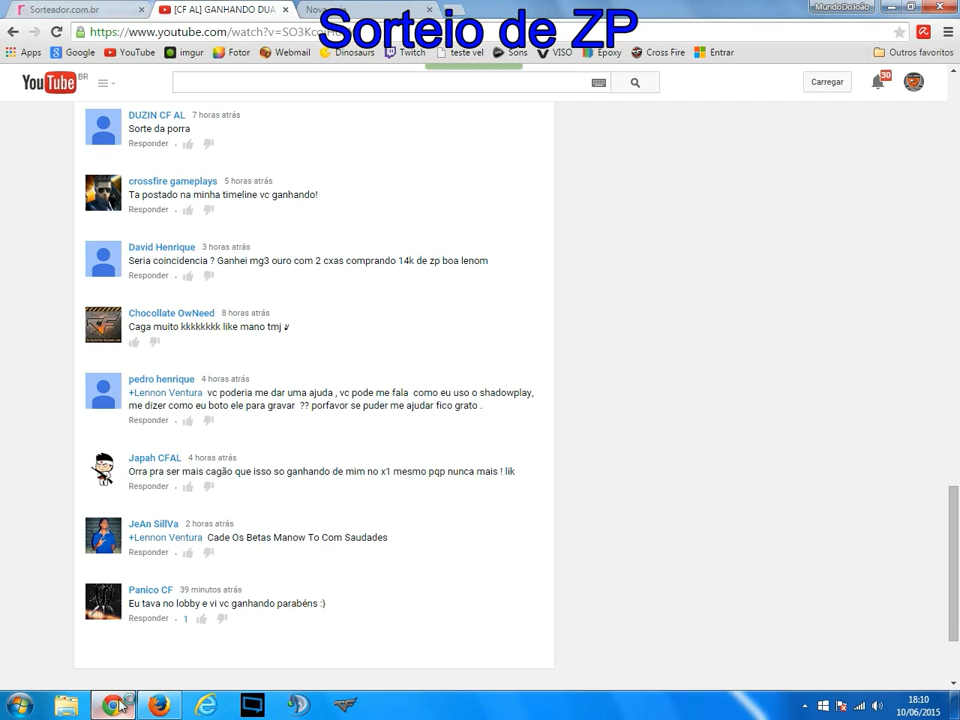 Sorteador.com.br
[CF AL] GANHANDO DUA
Nova
MundoDoJoão
https://www.youtube.com/watch?v=SO3Kco
Sorteio de ZP
Apps
Google
YouTube
imgur
Fotor
Dinosaurs
Twitch
teste vel
Sons
VISO
Epoxy
Cross Fire
Entrar
Outros favoritos
YouTube BR
Carregar
30
DUZIN CF AL 7 horas atrás
Sorte da porra
Responder
crossfire gameplays 5 horas atrás
Ta postado na minha timeline vc ganhando!
Responder
David Henrique 3 horas atrás
Seria coincidencia ? Ganhei mg3 ouro com 2 cxas comprando 14k de zp boa lenom
Responder
Chocollate OwNeed 8 horas atrás
Caga muito kkkkkkkk like mano tmj
pedro henrique 4 horas atrás
+Lennon Ventura vc poderia me dar uma ajuda , vc pode me fala como eu uso o shadowplay,
me dizer como eu boto ele para gravar ?? porfavor se puder me ajudar fico grato .
Responder
Japah CFAL 4 horas atrás
Orra pra ser mais cagão que isso so ganhando de mim no x1 mesmo pqp nunca mais ! lik
Responder
JeAn SillVa 2 horas atrás
+Lennon Ventura Cade Os Betas Manow To Com Saudades
Responder
Panico CF 39 minutos atrás
Eu tava no lobby e vi vc ganhando parabéns :}
Responder 1
18:10
10/06/2015